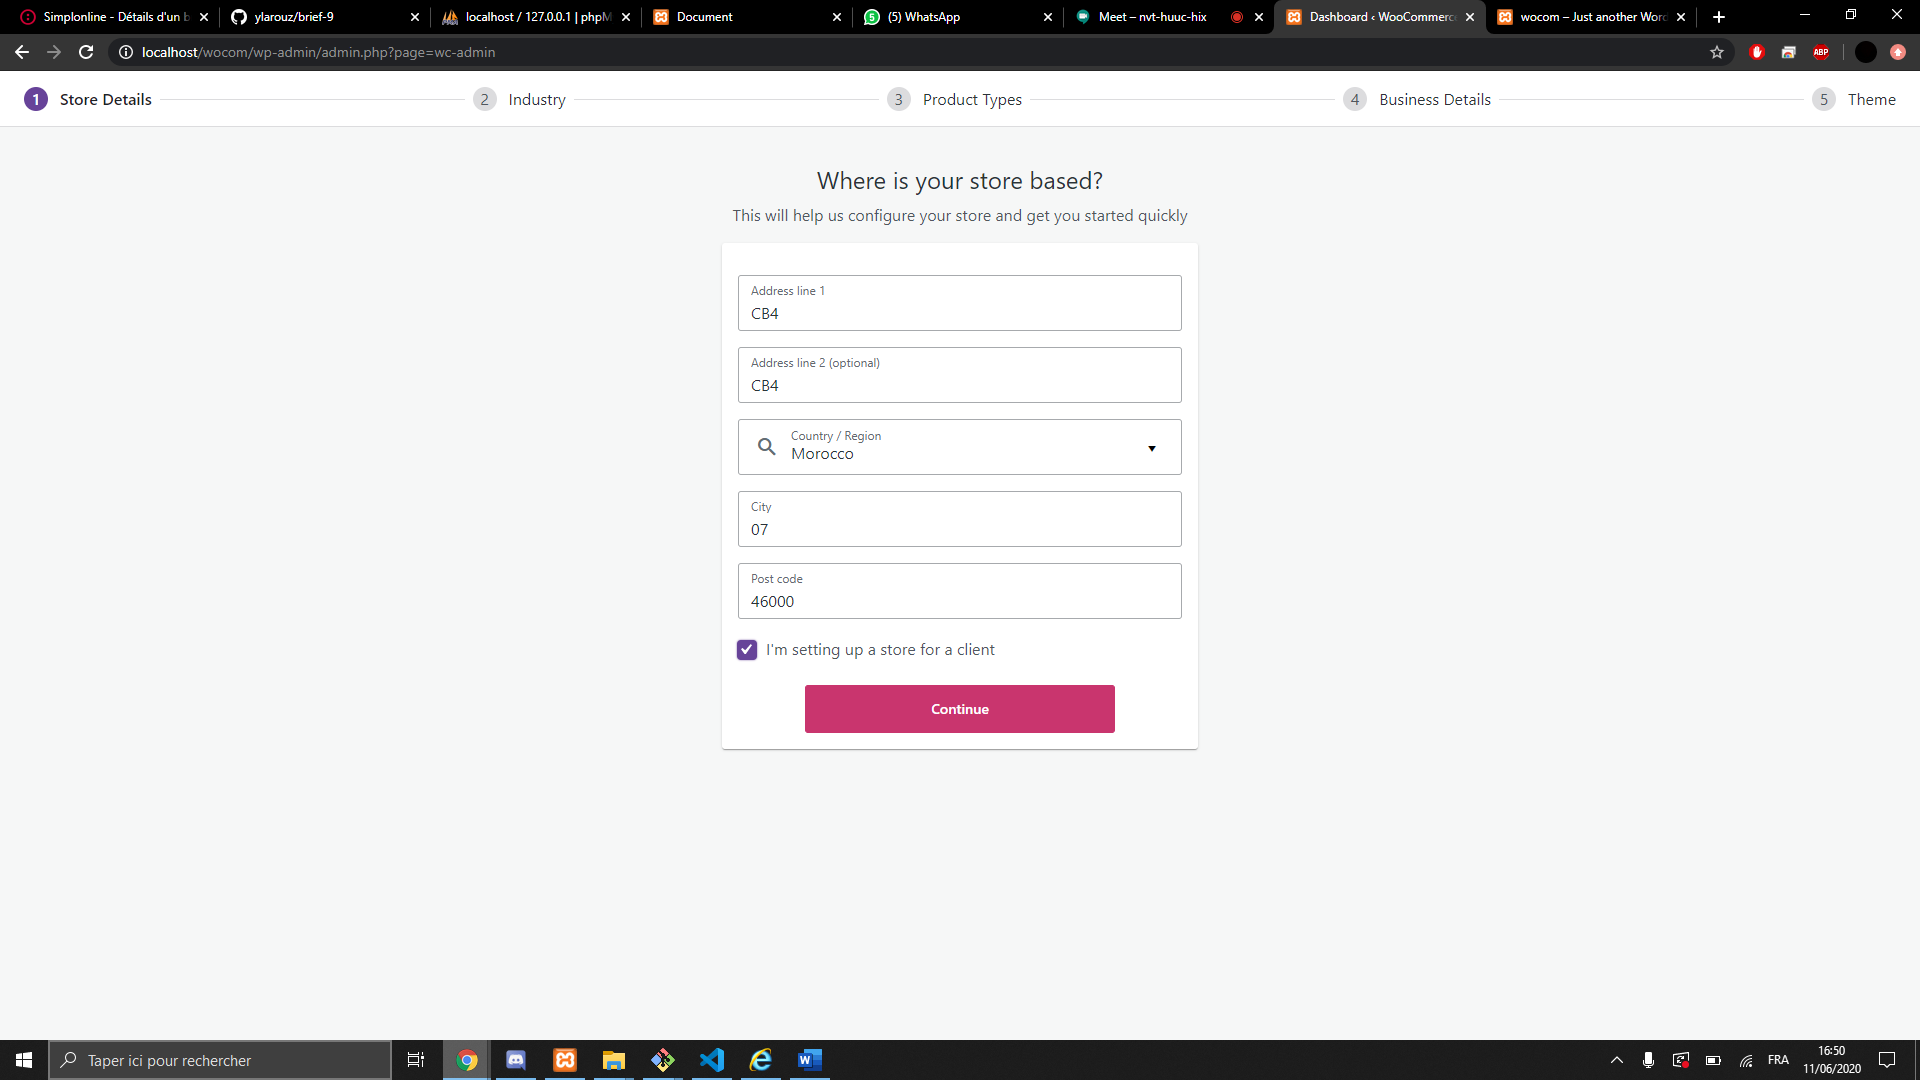 Simplonline - Détails d'un b
ylarouz/brief-9
localhost / 127.0.0.1 | phpM
Document
(5) WhatsApp
Meet – nvt-huuc-hix
Dashboard ‹ WooCommerce
wocom – Just another Word
localhost/wocom/wp-admin/admin.php?page=wc-admin
ABP
1 Store Details
2 Industry
3 Product Types
4 Business Details
5 Theme
Where is your store based?
This will help us configure your store and get you started quickly
Address line 1
CB4
Address line 2 (optional)
CB4
Country / Region
Morocco
City
07
Post code
46000
I'm setting up a store for a client
Continue
Taper ici pour rechercher
FRA
16:50
11/06/2020